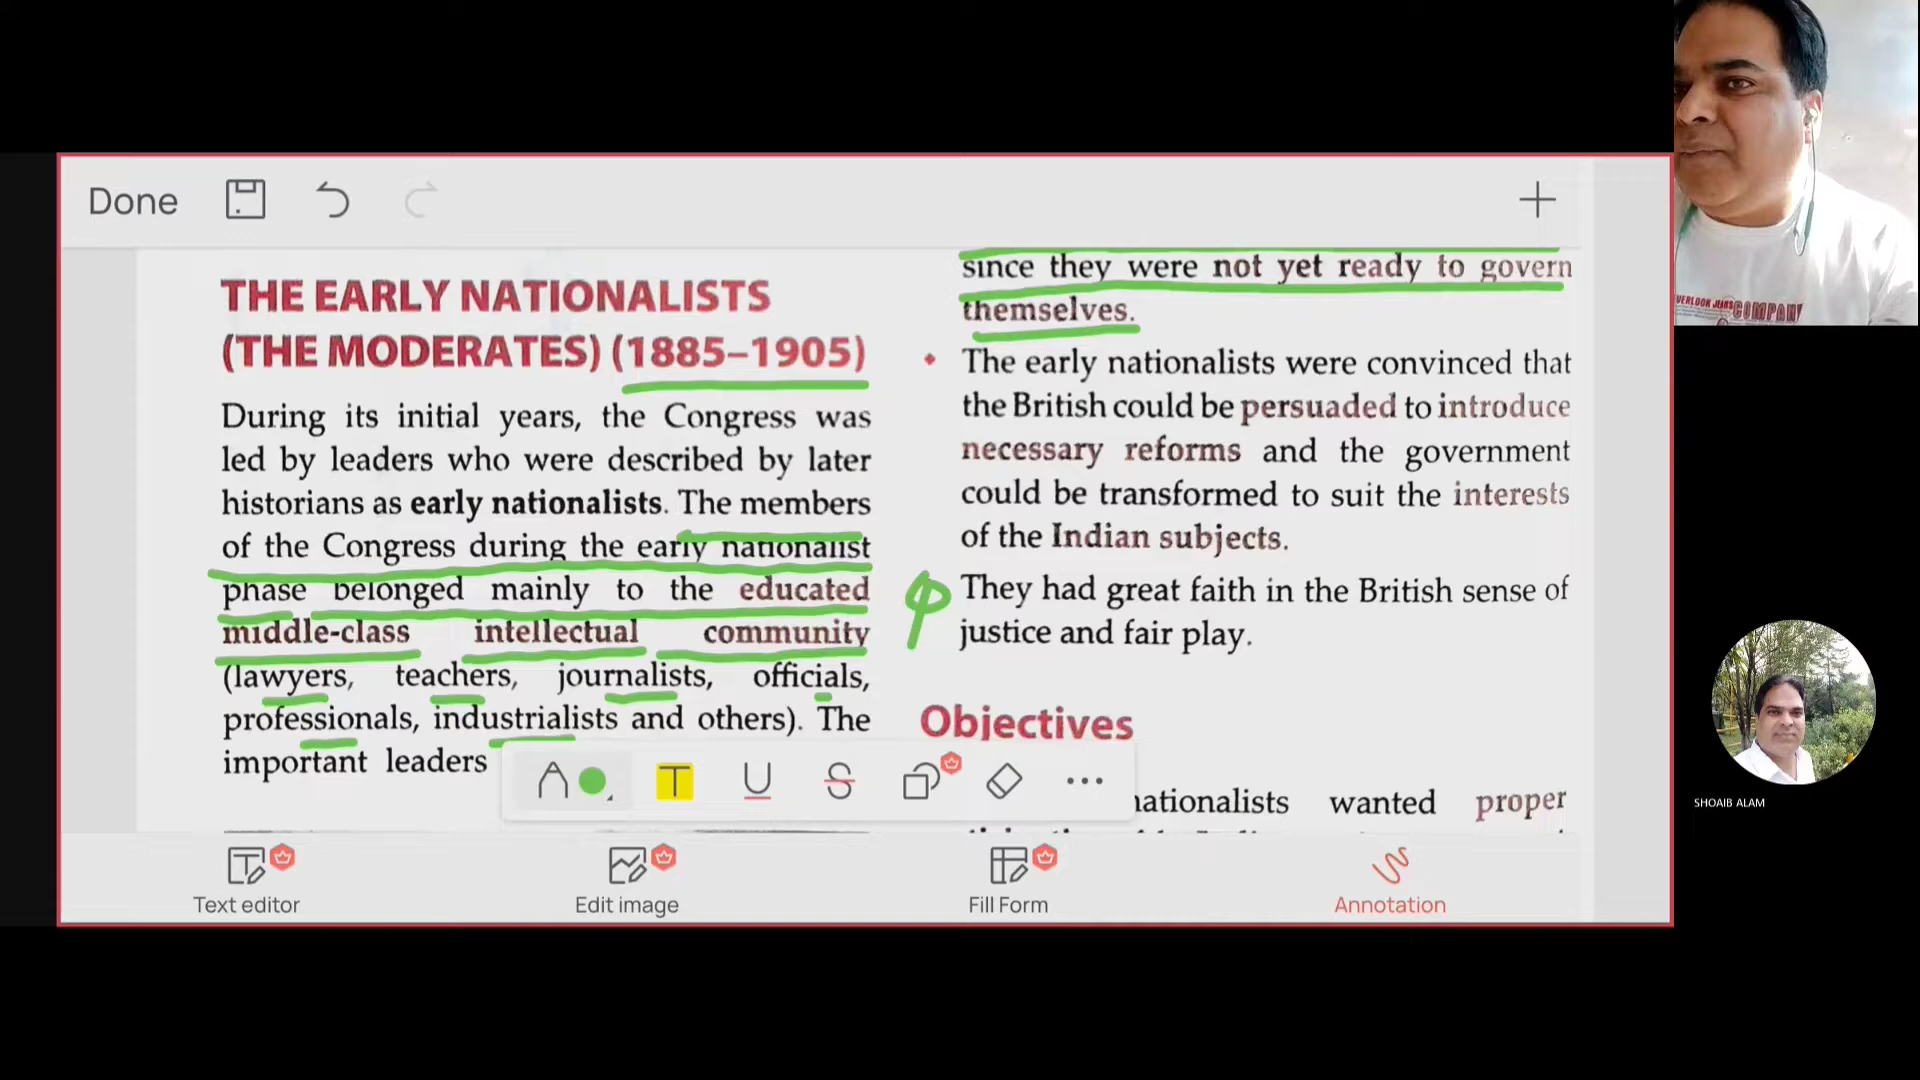 Done
THE EARLY NATIONALISTS
(THE MODERATES) (1885–1905)
During its initial years, the Congress was
led by leaders who were described by later
historians as early nationalists. The members
of the Congress during the early nationalist
phase belonged mainly to the educated
middle-class intellectual community
(lawyers, teachers, journalists, officials,
professionals, industrialists and others). The
important leaders
since they were not yet ready to govern
themselves.
The early nationalists were convinced that
the British could be persuaded to introduce
necessary reforms and the government
could be transformed to suit the interests
of the Indian subjects.
They had great faith in the British sense of
justice and fair play.
Objectives
nationalists wanted proper
Text editor
Edit image
Fill Form
Annotation
COMPANY
SHOAIB ALAM